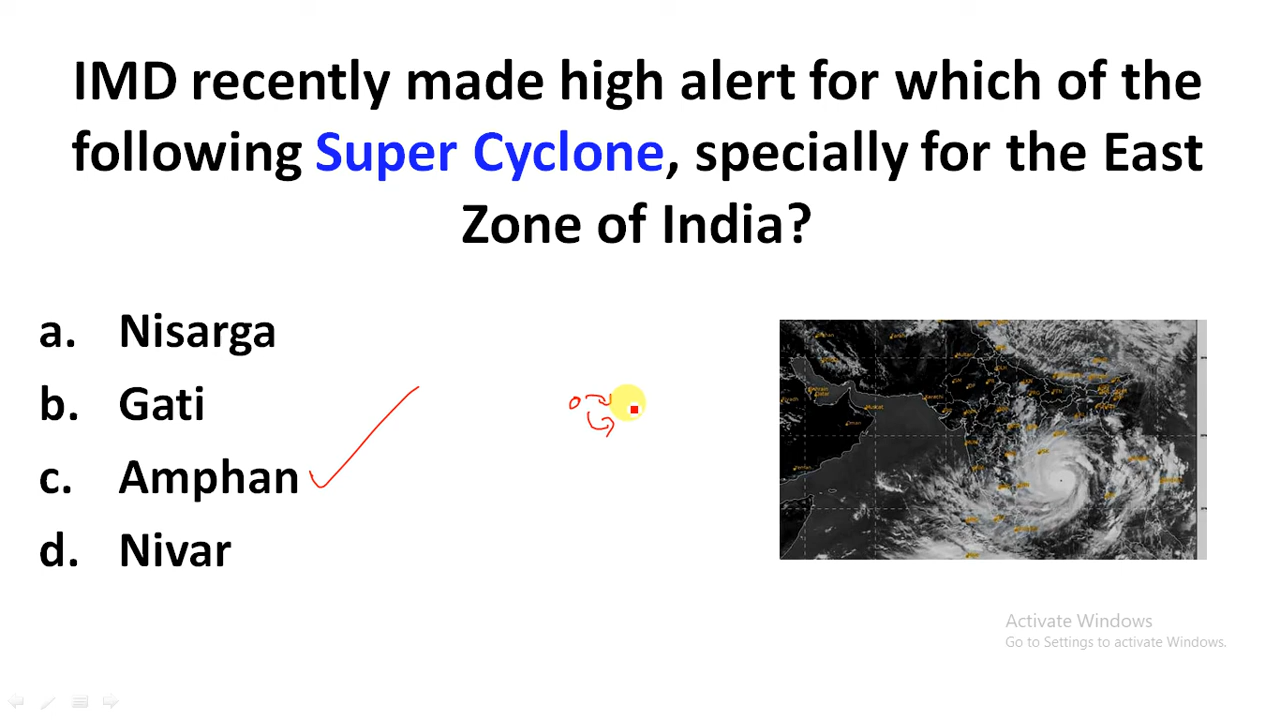 IMD recently made high alert for which of the
following Super Cyclone, specially for the East
Zone of India?
a. Nisarga
b. Gati
c. Amphan
d. Nivar
Activate Windows
Go to Settings to activate Windows.